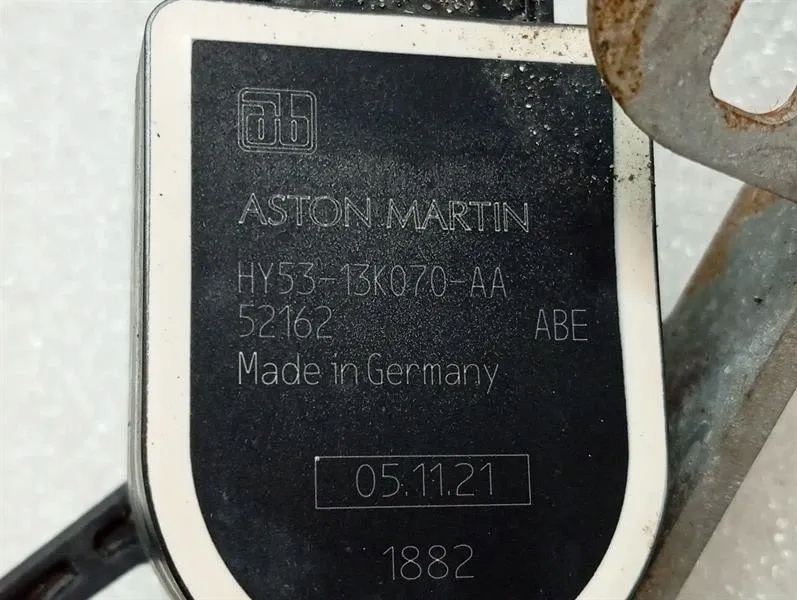 ab
ASTON MARTIN
HY53-13K070-AA
52162 ABE
Made in Germany
05.11.21
1882